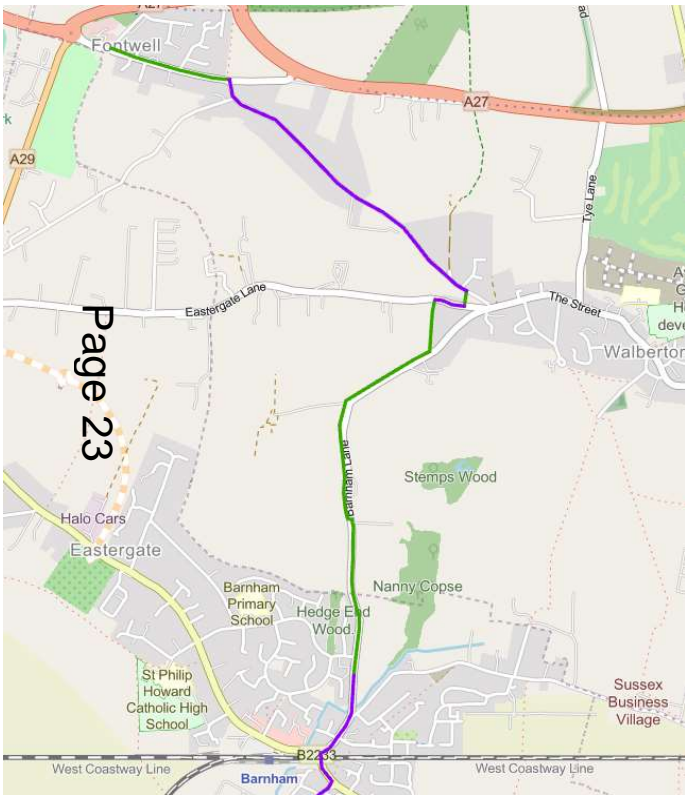 A27
Fontwell
A27
A29
Tye Lane
Eastergate Lane
The Street
Walberton
Page 23
Barnham Lane
Stemps Wood
Halo Cars
Eastergate
Barnham
Primary
School
Hedge End
Wood
Nanny Copse
St Philip
Howard
Catholic High
School
Sussex
Business
Village
B2233
West Coastway Line
Barnham
West Coastway Line